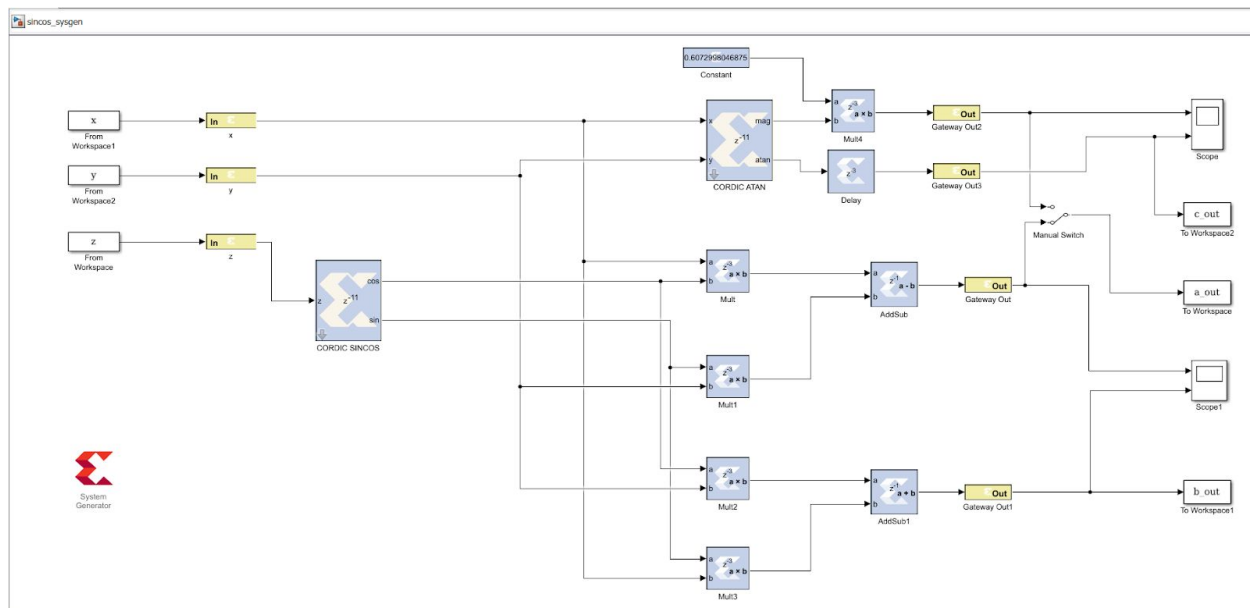 sincos_sysgen
0.6072998046875
Constant
x
From
Workspace1
In
x
x
y
mag
atan
z⁻¹¹
CORDIC ATAN
a
b
z⁻³
a × b
Mult4
Out
Gateway Out2
Scope
y
From
Workspace2
In
y
z⁻³
Delay
Out
Gateway Out3
Manual Switch
c_out
To Workspace2
z
From
Workspace
In
z
z
z⁻¹¹
cos
sin
CORDIC SINCOS
a
b
z⁻³
a × b
Mult
a
b
z⁻¹
a - b
AddSub
Out
Gateway Out
a_out
To Workspace
a
b
z⁻³
a × b
Mult1
Scope1
System
Generator
a
b
z⁻³
a × b
Mult2
a
b
z⁻¹
a + b
AddSub1
Out
Gateway Out1
b_out
To Workspace1
a
b
z⁻³
a × b
Mult3